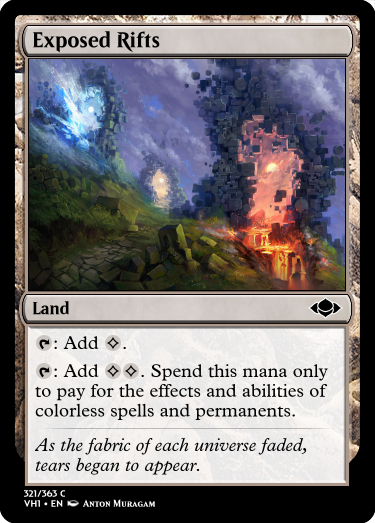 Exposed Rifts
Land
: Add .
: Add . Spend this mana only
to pay for the effects and abilities of
colorless spells and permanents.
As the fabric of each universe faded,
tears began to appear.
321/363 C
VH1 • EN Anton Muragam